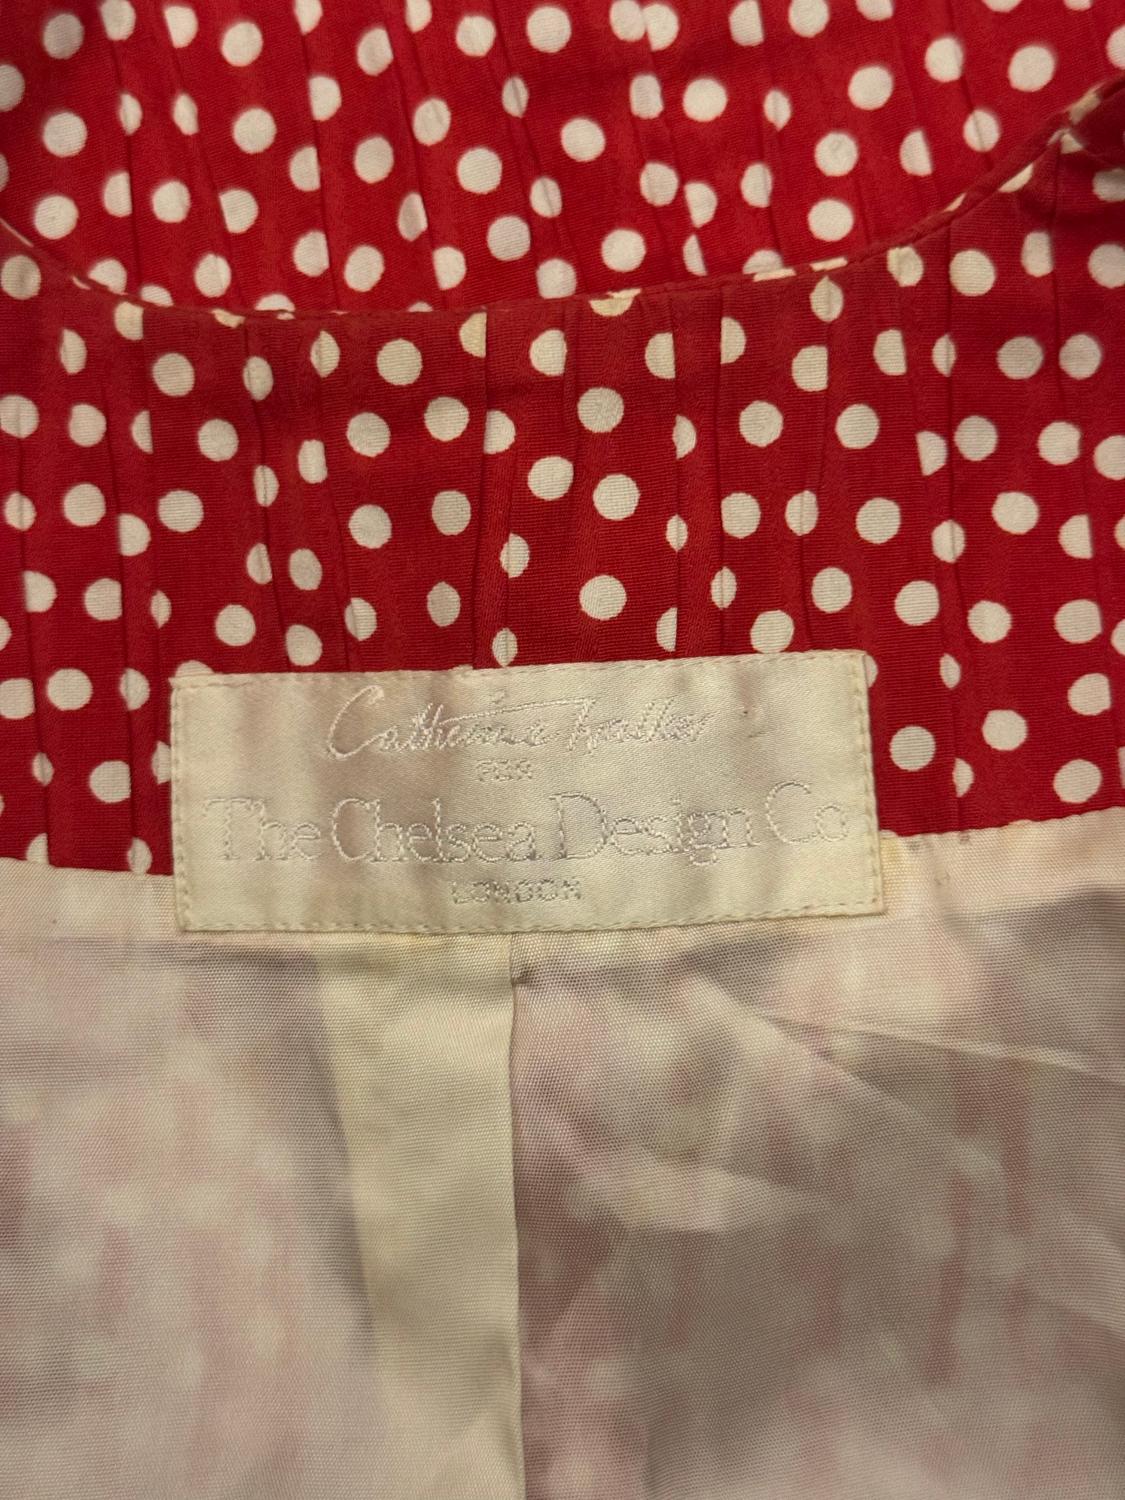 Catherine Walker
FOR
The Chelsea Design Co
LONDON